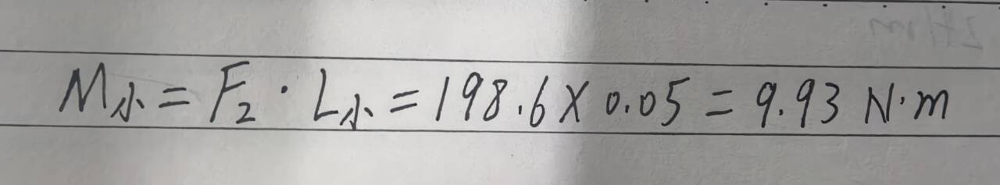 M小 = F₂ · L小 = 198.6 × 0.05 = 9.93 N·m